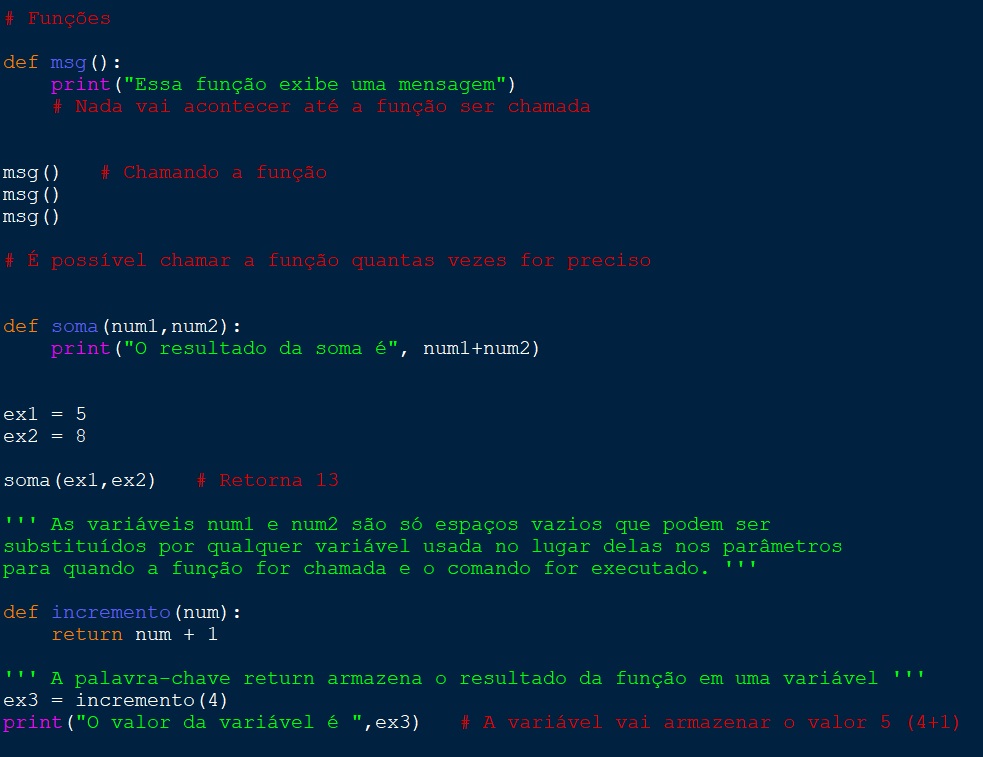 # Funções
def msg():
    print("Essa função exibe uma mensagem")
    # Nada vai acontecer até a função ser chamada
msg()   # Chamando a função
msg()
msg()
# É possível chamar a função quantas vezes for preciso
def soma(num1,num2):
    print("O resultado da soma é", num1+num2)
ex1 = 5
ex2 = 8
soma(ex1,ex2)   # Retorna 13
''' As variáveis num1 e num2 são só espaços vazios que podem ser
substituídos por qualquer variável usada no lugar delas nos parâmetros
para quando a função for chamada e o comando for executado. '''
def incremento(num):
    return num + 1
''' A palavra-chave return armazena o resultado da função em uma variável '''
ex3 = incremento(4)
print("O valor da variável é ",ex3)   # A variável vai armazenar o valor 5 (4+1)